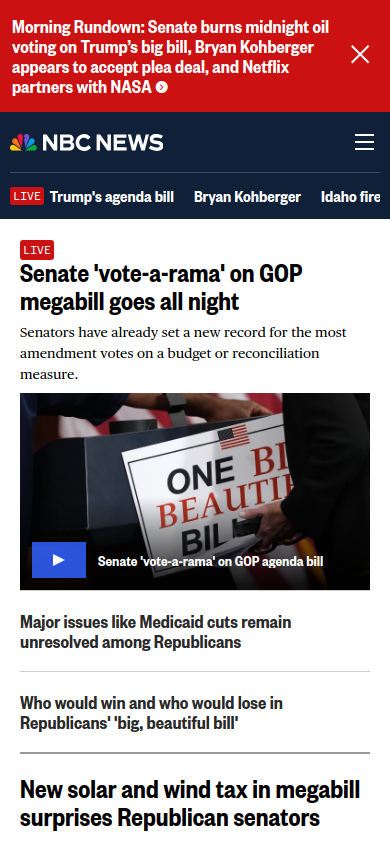 Morning Rundown: Senate burns midnight oil
voting on Trump's big bill, Bryan Kohberger
appears to accept plea deal, and Netflix
partners with NASA
NBC NEWS
LIVE Trump's agenda bill Bryan Kohberger Idaho fire
LIVE
Senate 'vote-a-rama' on GOP
megabill goes all night
Senators have already set a new record for the most
amendment votes on a budget or reconciliation
measure.
ONE BI
BEAUTI
BILL
Senate 'vote-a-rama' on GOP agenda bill
Major issues like Medicaid cuts remain
unresolved among Republicans
Who would win and who would lose in
Republicans' 'big, beautiful bill'
New solar and wind tax in megabill
surprises Republican senators